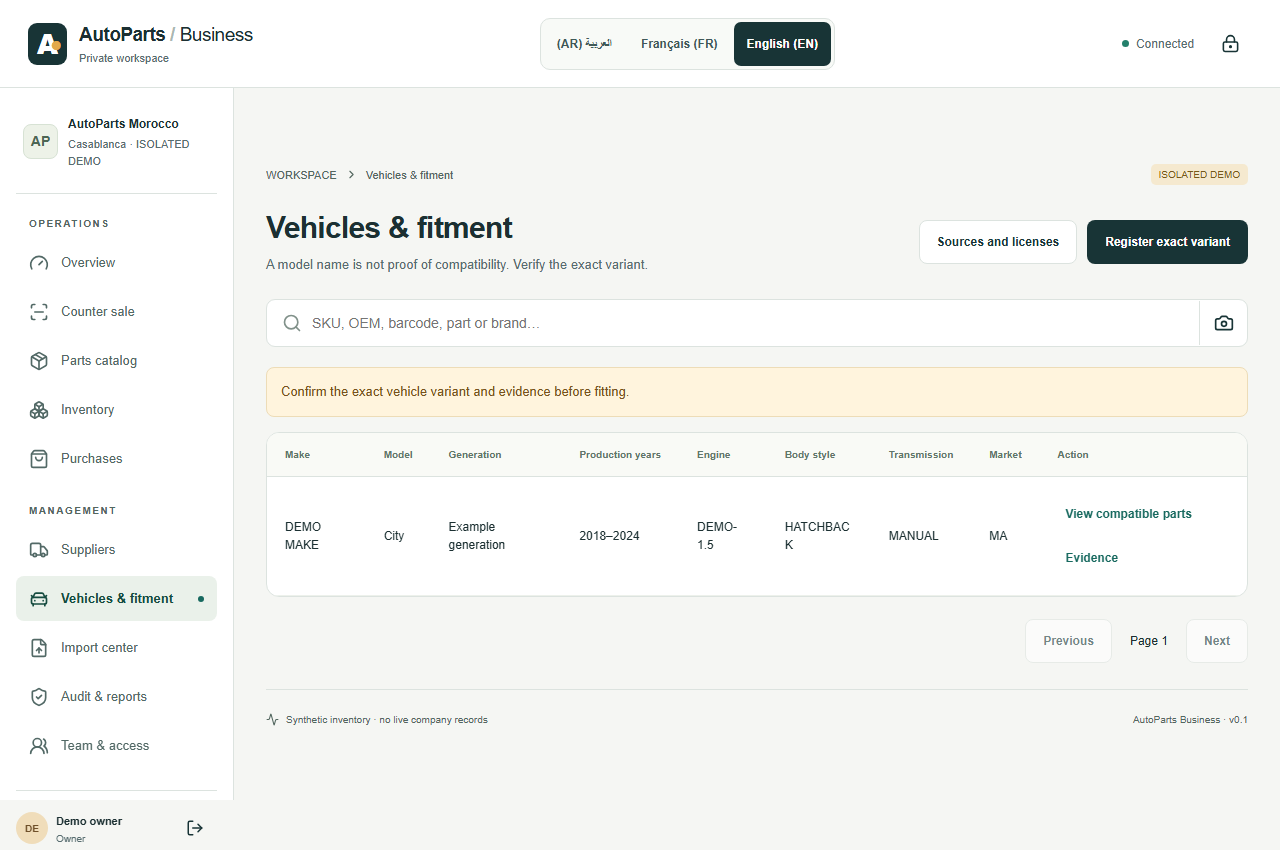 AutoParts / Business
Private workspace
العربية (AR)
Français (FR)
English (EN)
Connected
AP
AutoParts Morocco
Casablanca · ISOLATED
DEMO
OPERATIONS
Overview
Counter sale
Parts catalog
Inventory
Purchases
MANAGEMENT
Suppliers
Vehicles & fitment
Import center
Audit & reports
Team & access
DE
Demo owner
Owner
WORKSPACE > Vehicles & fitment
ISOLATED DEMO
Vehicles & fitment
A model name is not proof of compatibility. Verify the exact variant.
Sources and licenses
Register exact variant
SKU, OEM, barcode, part or brand…
Confirm the exact vehicle variant and evidence before fitting.
Make Model Generation Production years Engine Body style Transmission Market Action
DEMO
MAKE
City
Example
generation
2018–2024
DEMO-
1.5
HATCHBAC
K
MANUAL
MA
View compatible parts
Evidence
Previous
Page 1
Next
Synthetic inventory · no live company records
AutoParts Business · v0.1